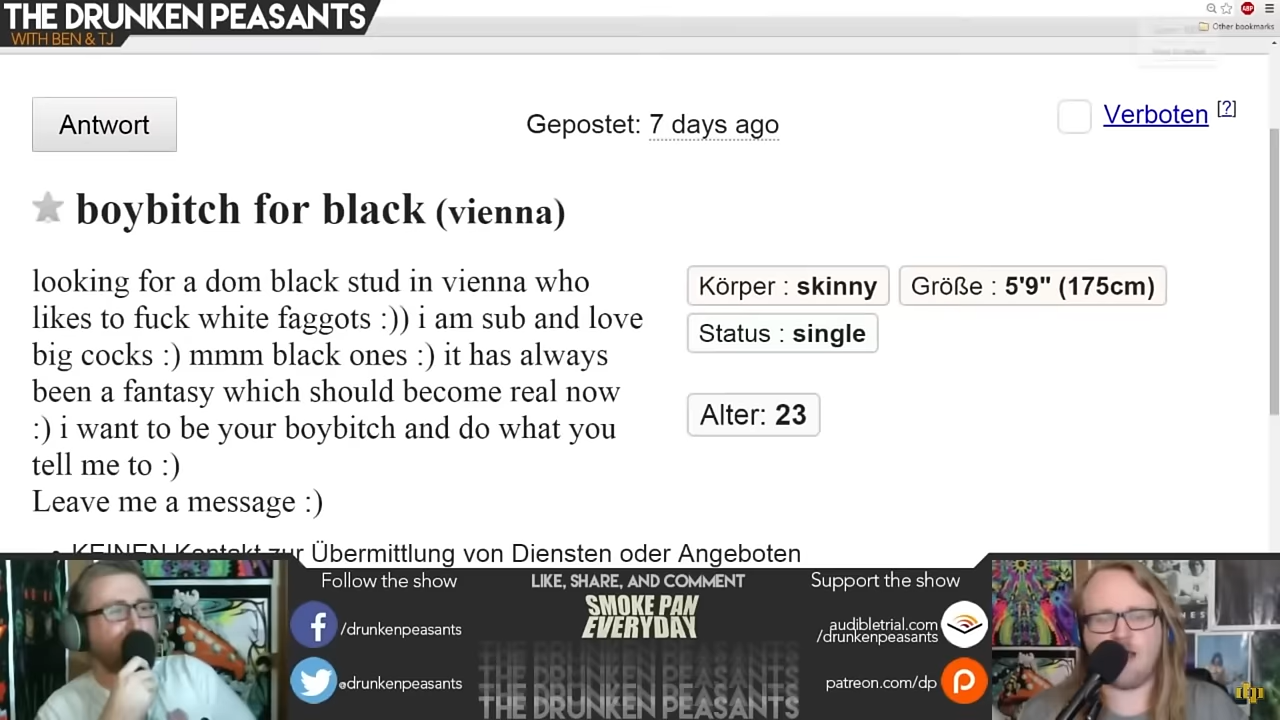 THE DRUNKEN PEASANTS
WITH BEN & TJ
ABP
Other bookmarks
Antwort
Gepostet: 7 days ago
Verboten [?]
boybitch for black (vienna)
looking for a dom black stud in vienna who
likes to fuck white faggots :)) i am sub and love
big cocks :) mmm black ones :) it has always
been a fantasy which should become real now
:) i want to be your boybitch and do what you
tell me to :)
Leave me a message :)
Körper : skinny
Größe : 5'9" (175cm)
Status : single
Alter: 23
KEINEN Kontakt zur Übermittlung von Diensten oder Angeboten
Follow the show
/drunkenpeasants
@drunkenpeasants
LIKE, SHARE, AND COMMENT
SMOKE PAN
EVERYDAY
THE DRUNKEN PEASANTS
THE DRUNKEN PEASANTS
Support the show
audibletrial.com
/drunkenpeasants
patreon.com/dp